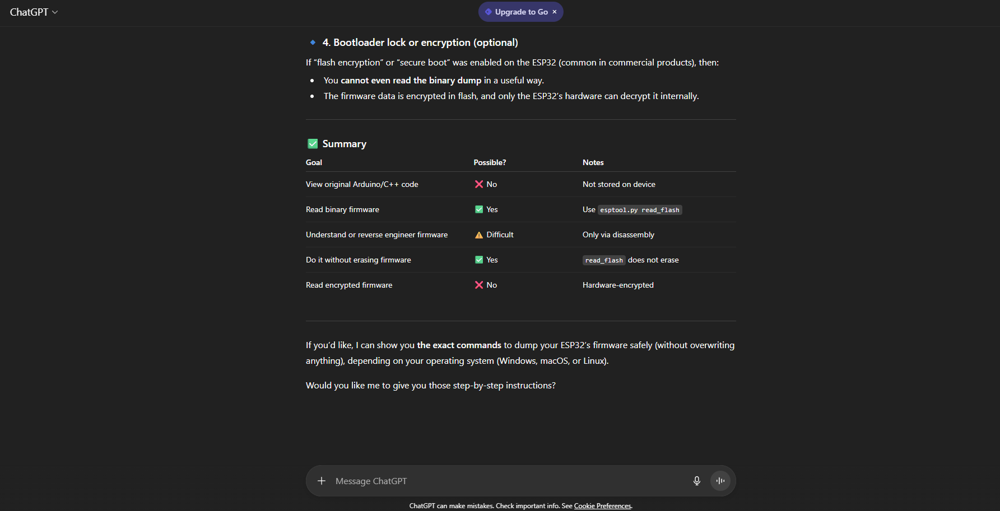 ChatGPT
Upgrade to Go ×
4. Bootloader lock or encryption (optional)
If “flash encryption” or “secure boot” was enabled on the ESP32 (common in commercial products), then:
• You cannot even read the binary dump in a useful way.
• The firmware data is encrypted in flash, and only the ESP32’s hardware can decrypt it internally.
✅ Summary
Goal Possible? Notes
View original Arduino/C++ code ❌ No Not stored on device
Read binary firmware ✅ Yes Use esptool.py read_flash
Understand or reverse engineer firmware ⚠️ Difficult Only via disassembly
Do it without erasing firmware ✅ Yes read_flash does not erase
Read encrypted firmware ❌ No Hardware-encrypted
If you’d like, I can show you the exact commands to dump your ESP32’s firmware safely (without overwriting
anything), depending on your operating system (Windows, macOS, or Linux).
Would you like me to give you those step-by-step instructions?
Message ChatGPT
ChatGPT can make mistakes. Check important info. See Cookie Preferences.